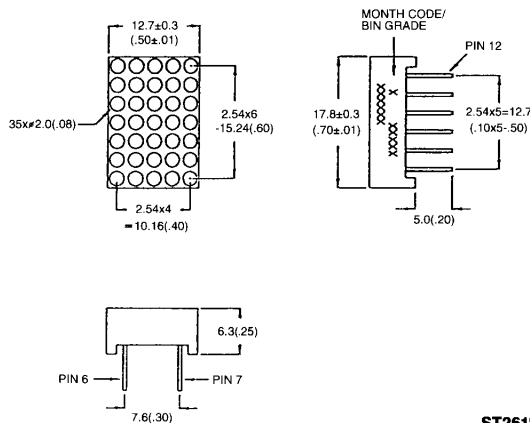 12.7±0.3
(.50±.01)
35xø2.0(.08)
2.54x6
-15.24(.60)
2.54x4
=10.16(.40)
MONTH CODE/
BIN GRADE
PIN 12
17.8±0.3
(.70±.01)
X
XXXXXX
XXXXX
2.54x5=12.7
(.10x5-.50)
5.0(.20)
6.3(.25)
PIN 6
PIN 7
7.6(.30)